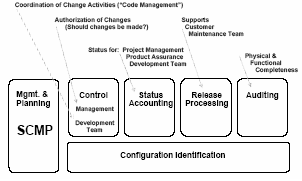 Coordination of Change Activities ("Code Management")
Authorization of Changes
(Should changes be made?)
Supports
Customer
Maintenance Team
Status for: Project Management
Product Assurance
Development Team
Physical &
Functional
Completeness
Mgmt. &
Planning
SCMP
Control
Management
Development
Team
Status
Accounting
Release
Processing
Auditing
Configuration Identification